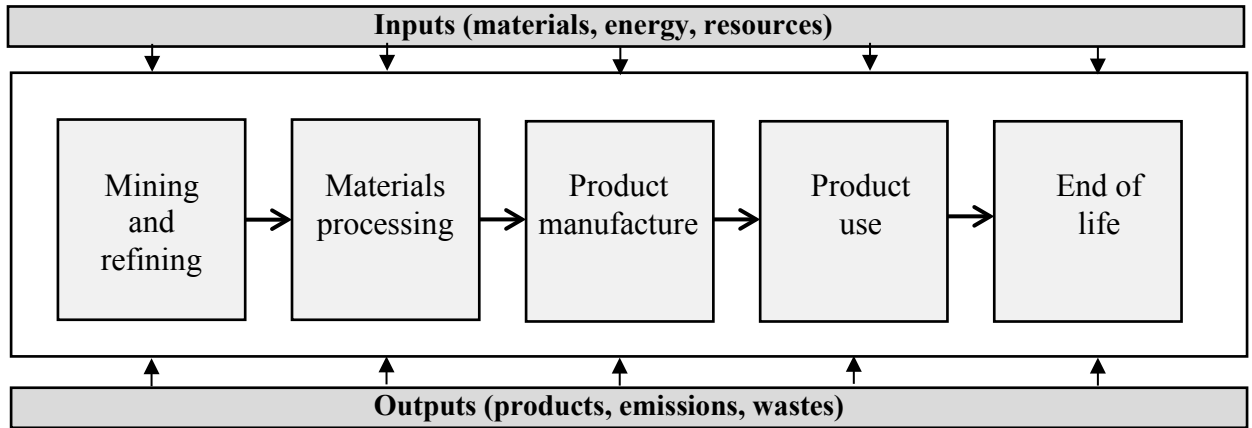 Inputs (materials, energy, resources)
Mining
and
refining
Materials
processing
Product
manufacture
Product
use
End of
life
Outputs (products, emissions, wastes)